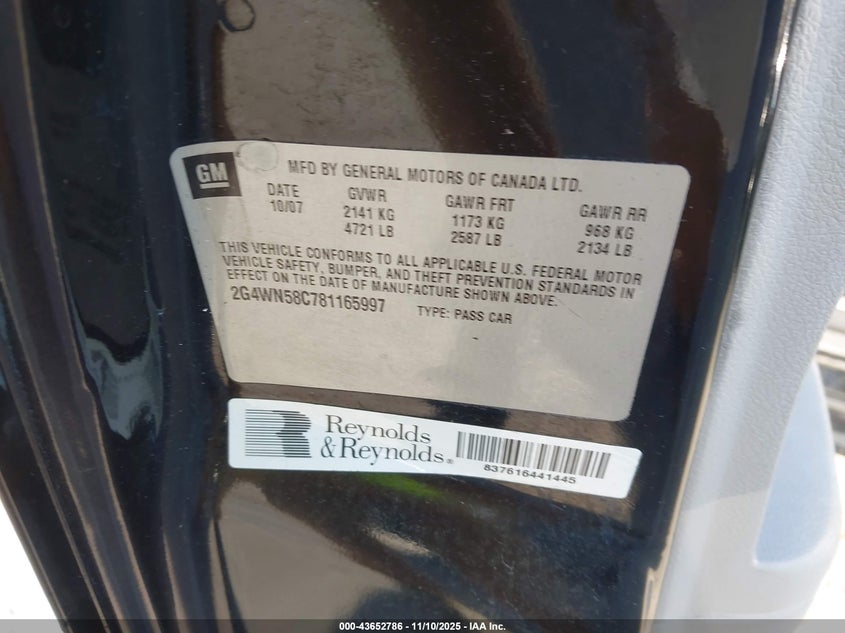 GM
MFD BY GENERAL MOTORS OF CANADA LTD.
DATE GVWR GAWR FRT GAWR RR
10/07 2141 KG 1173 KG 968 KG
4721 LB 2587 LB 2134 LB
THIS VEHICLE CONFORMS TO ALL APPLICABLE U.S. FEDERAL MOTOR
VEHICLE SAFETY, BUMPER, AND THEFT PREVENTION STANDARDS IN
EFFECT ON THE DATE OF MANUFACTURE SHOWN ABOVE.
2G4WN58C781165997 TYPE: PASS CAR
Reynolds
& Reynolds®
837616441445
000-43652786 - 11/10/2025 - IAA Inc.